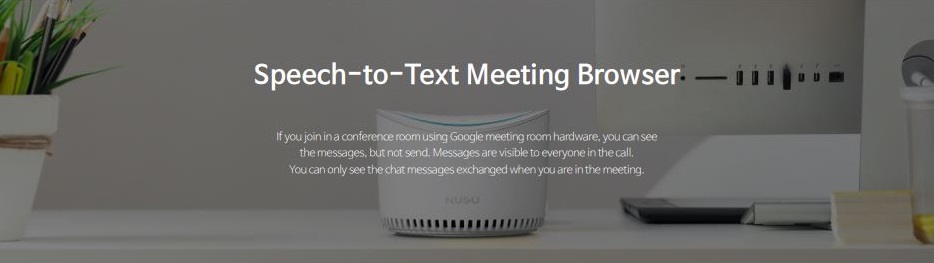 Speech-to-Text Meeting Browser
If you join in a conference room using Google meeting room hardware, you can see
the messages, but not send. Messages are visible to everyone in the call.
You can only see the chat messages exchanged when you are in the meeting.
NUGU